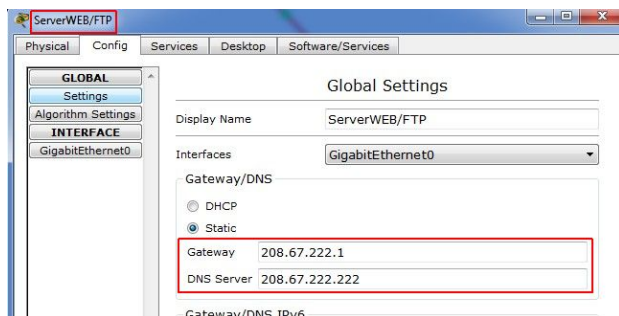 ServerWEB/FTP
Physical Config Services Desktop Software/Services
GLOBAL
Settings
Algorithm Settings
INTERFACE
GigabitEthernet0
Global Settings
Display Name ServerWEB/FTP
Interfaces GigabitEthernet0
Gateway/DNS
DHCP
Static
Gateway 208.67.222.1
DNS Server 208.67.222.222
Gateway/DNS IPv6